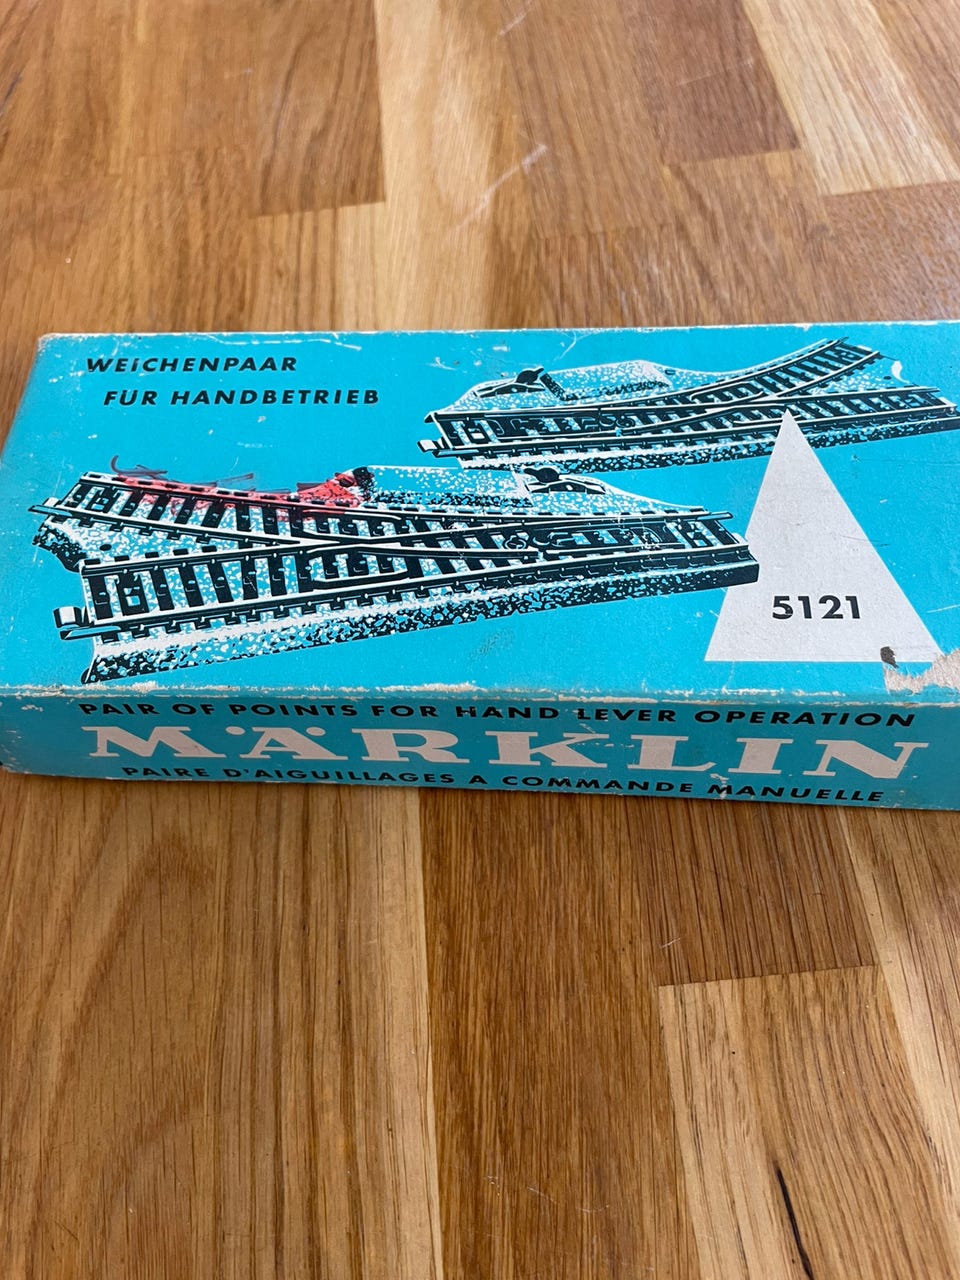 WEiCHENPAAR
FÜR HANDBETRIEB
5121
PAIR OF POINTS FOR HAND LEVER OPERATION
MÄRKLIN
PAIRE D'AIGUILLAGES A COMMANDE MANUELLE